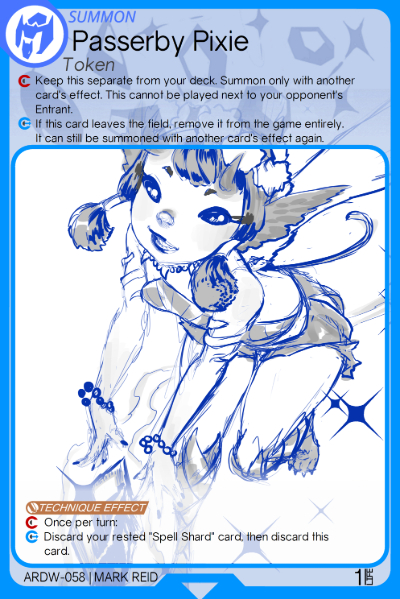 SUMMON
Passerby Pixie
Token
Keep this separate from your deck. Summon only with another
card's effect. This cannot be played next to your opponent's
Entrant.
If this card leaves the field, remove it from the game entirely.
It can still be summoned with another card's effect again.
TECHNIQUE EFFECT
Once per turn:
Discard your rested "Spell Shard" card, then discard this
card.
ARDW-058 | MARK REID
1